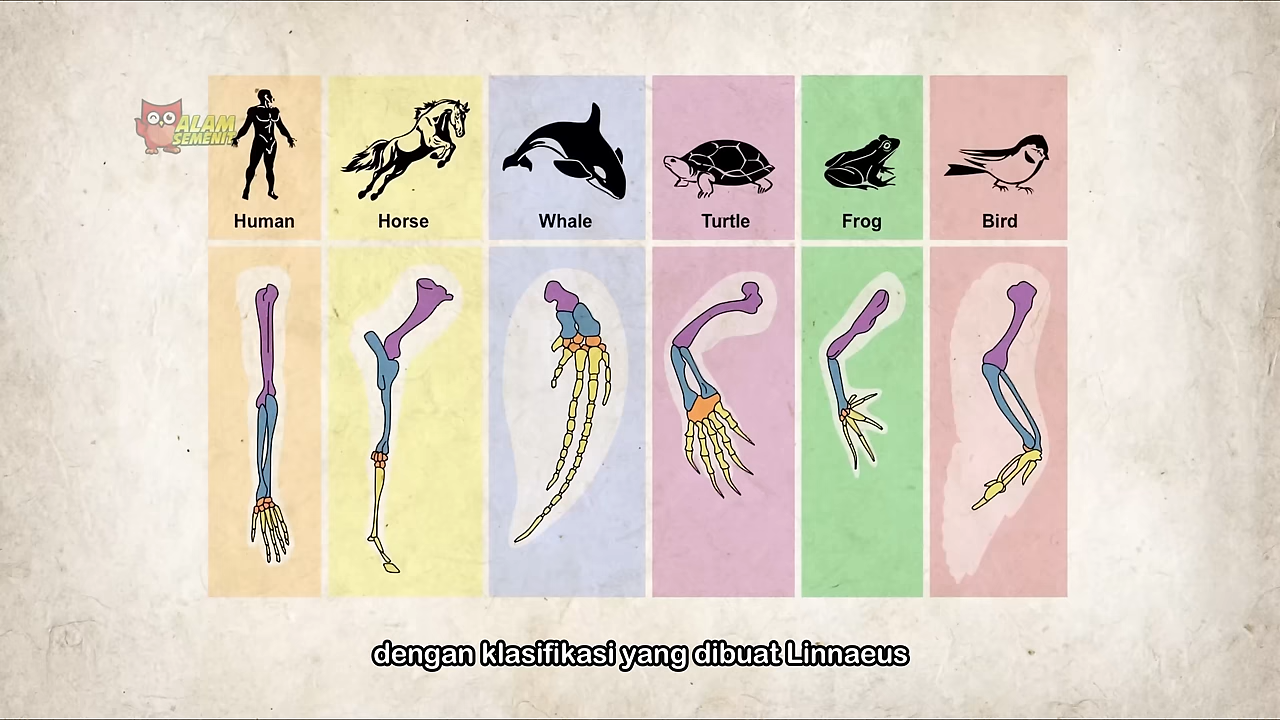 ALAM
SEMENIT
Human
Horse
Whale
Turtle
Frog
Bird
dengan klasifikasi yang dibuat Linnaeus